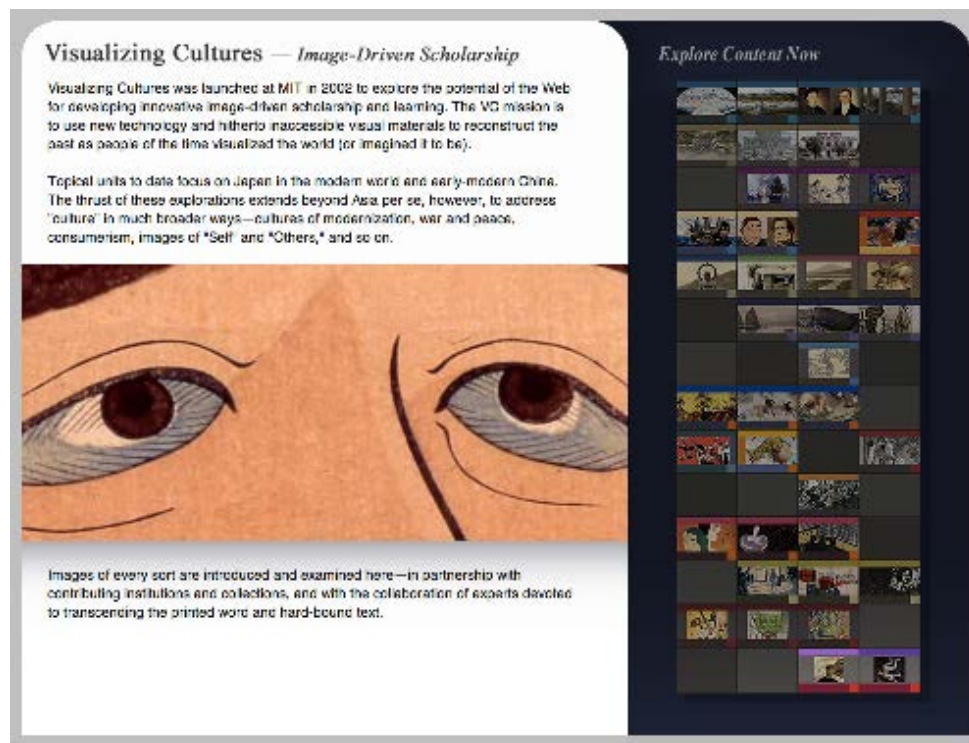 Visualizing Cultures — Image-Driven Scholarship
Visualizing Cultures was launched at MIT in 2002 to explore the potential of the Web
for developing innovative image-driven scholarship and learning. The VC mission is
to use new technology and hitherto inaccessible visual materials to reconstruct the
past as people of the time visualized the world (or imagined it to be).
Topical units to date focus on Japan in the modern world and early-modern China.
The thrust of these explorations extends beyond Asia per se, however, to address
"culture" in much broader ways—cultures of modernization, war and peace,
consumerism, images of "Self" and "Others," and so on.
Images of every sort are introduced and examined here—in partnership with
contributing institutions and collections, and with the collaboration of experts devoted
to transcending the printed word and hard-bound text.
Explore Content Now